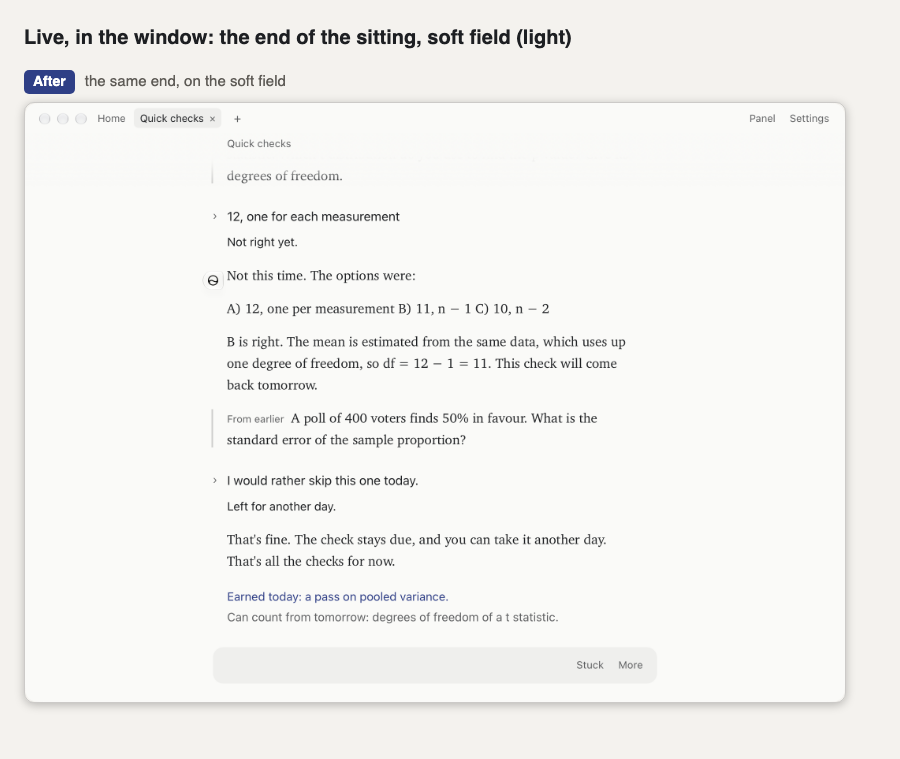 Live, in the window: the end of the sitting, soft field (light)
After the same end, on the soft field
Home Quick checks × + Panel Settings
Quick checks
degrees of freedom.
› 12, one for each measurement
Not right yet.
Not this time. The options were:
A) 12, one per measurement B) 11, n − 1 C) 10, n − 2
B is right. The mean is estimated from the same data, which uses up
one degree of freedom, so df = 12 − 1 = 11. This check will come
back tomorrow.
From earlier A poll of 400 voters finds 50% in favour. What is the
standard error of the sample proportion?
› I would rather skip this one today.
Left for another day.
That's fine. The check stays due, and you can take it another day.
That's all the checks for now.
Earned today: a pass on pooled variance.
Can count from tomorrow: degrees of freedom of a t statistic.
Stuck More